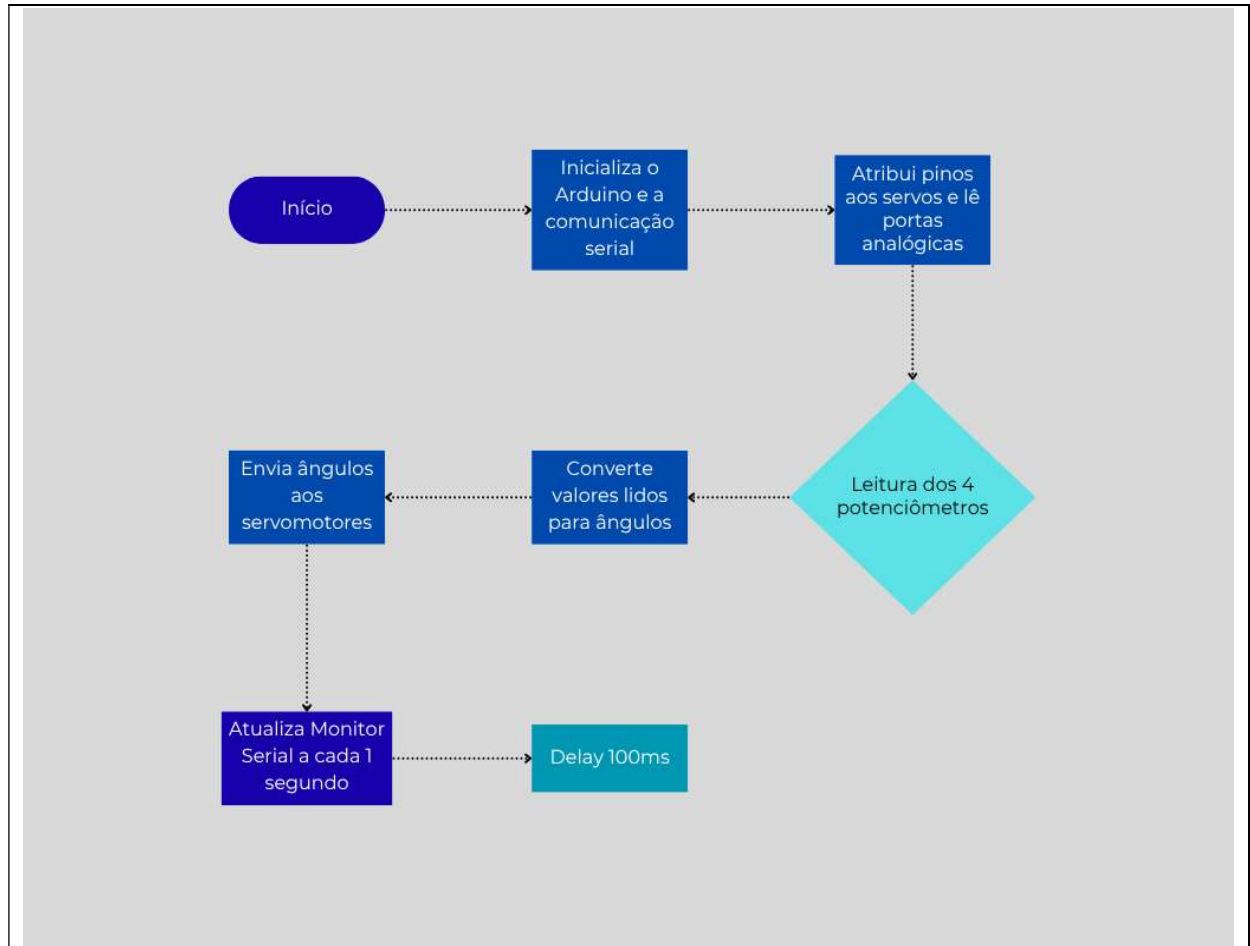 Início
Inicializa o
Arduino e a
comunicação
serial
Atribui pinos
aos servos e lê
portas
analógicas
Leitura dos 4
potenciômetros
Converte
valores lidos
para ângulos
Envia ângulos
aos
servomotores
Atualiza Monitor
Serial a cada 1
segundo
Delay 100ms